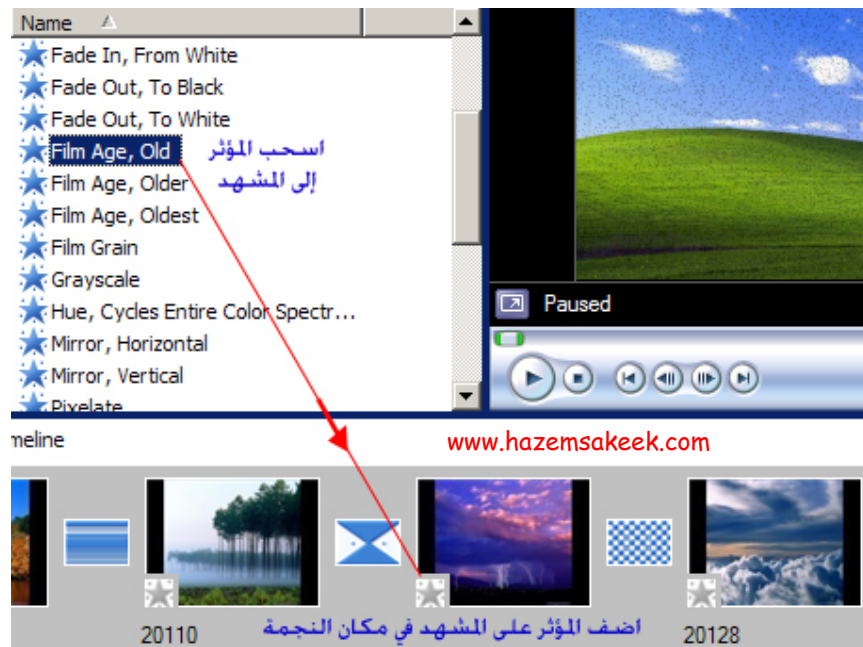 Name
Fade In, From White
Fade Out, To Black
Fade Out, To White
Film Age, Old
اسحب المؤثر
Film Age, Older
إلى المشهد
Film Age, Oldest
Film Grain
Grayscale
Hue, Cycles Entire Color Spectr...
Mirror, Horizontal
Mirror, Vertical
Pixelate
Paused
meline
www.hazemsakeek.com
اضف المؤثر على المشهد في مكان النجمة
20110
20128